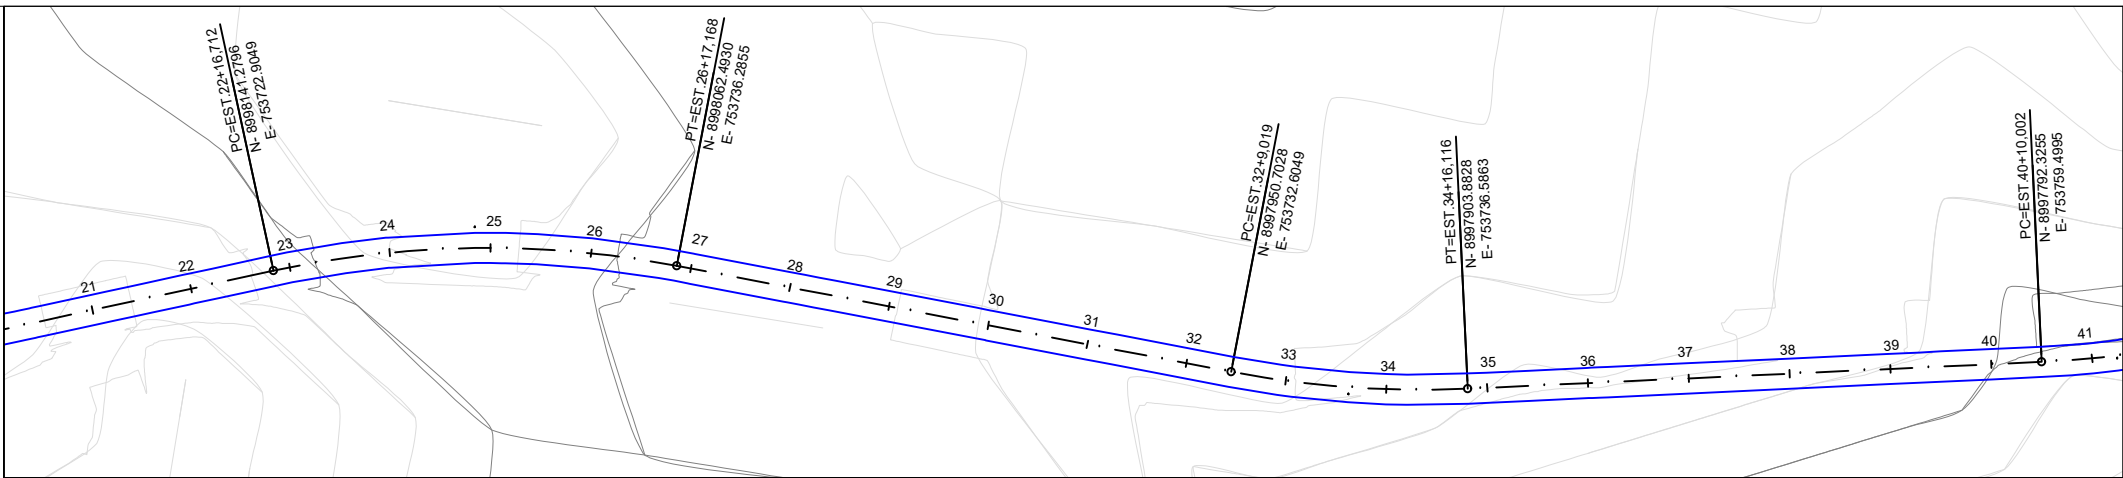 PC=EST.22+16,712
N- 8998141.2796
E- 753722.9049
PT=EST.26+17,168
N- 8998062.4930
E- 753736.2855
PC=EST.32+9,019
N- 8997950.7028
E- 753732.6049
PT=EST.34+16,116
N- 8997903.8828
E- 753736.5863
PC=EST.40+10,002
N- 8997792.3255
E- 753759.4995
21
22
23
24
25
26
27
28
29
30
31
32
33
34
35
36
37
38
39
40
41